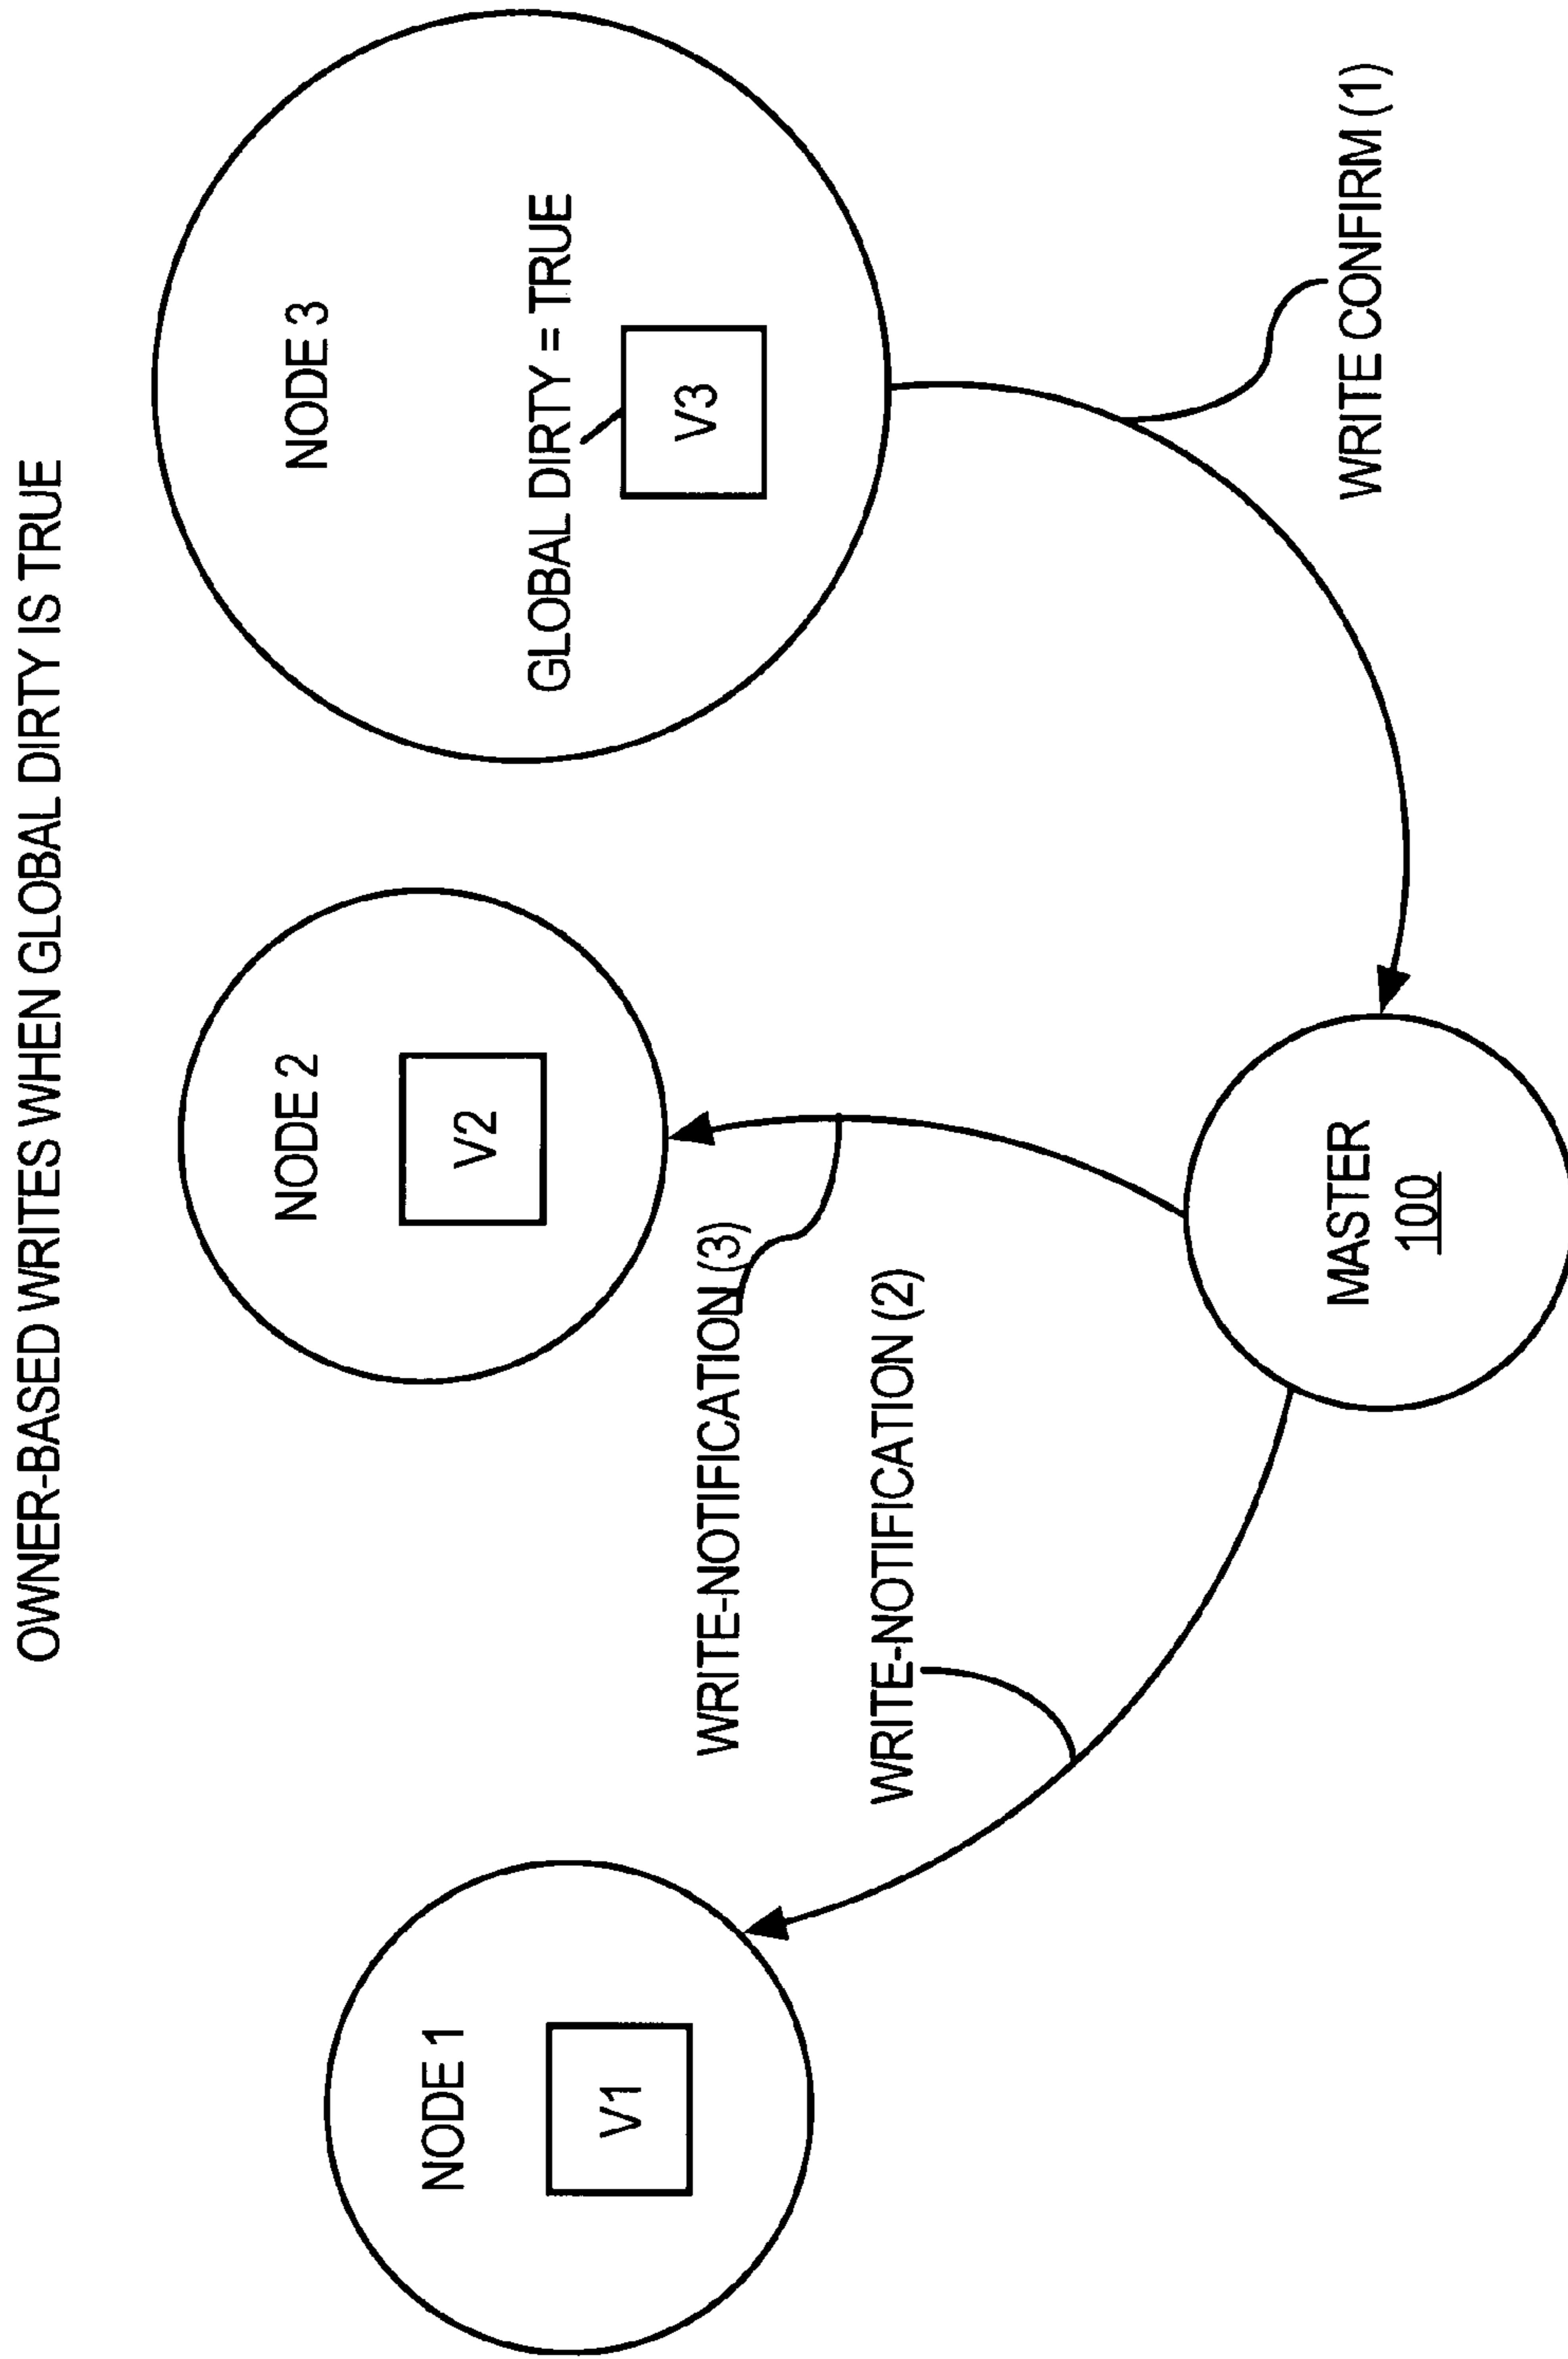 OWNER-BASED WRITES WHEN GLOBAL DIRTY IS TRUE
NODE 1
V1
NODE 2
V2
NODE 3
GLOBAL DIRTY = TRUE
V3
WRITE-NOTIFICATION (3)
WRITE-NOTIFICATION (2)
MASTER
100
WRITE CONFIRM (1)